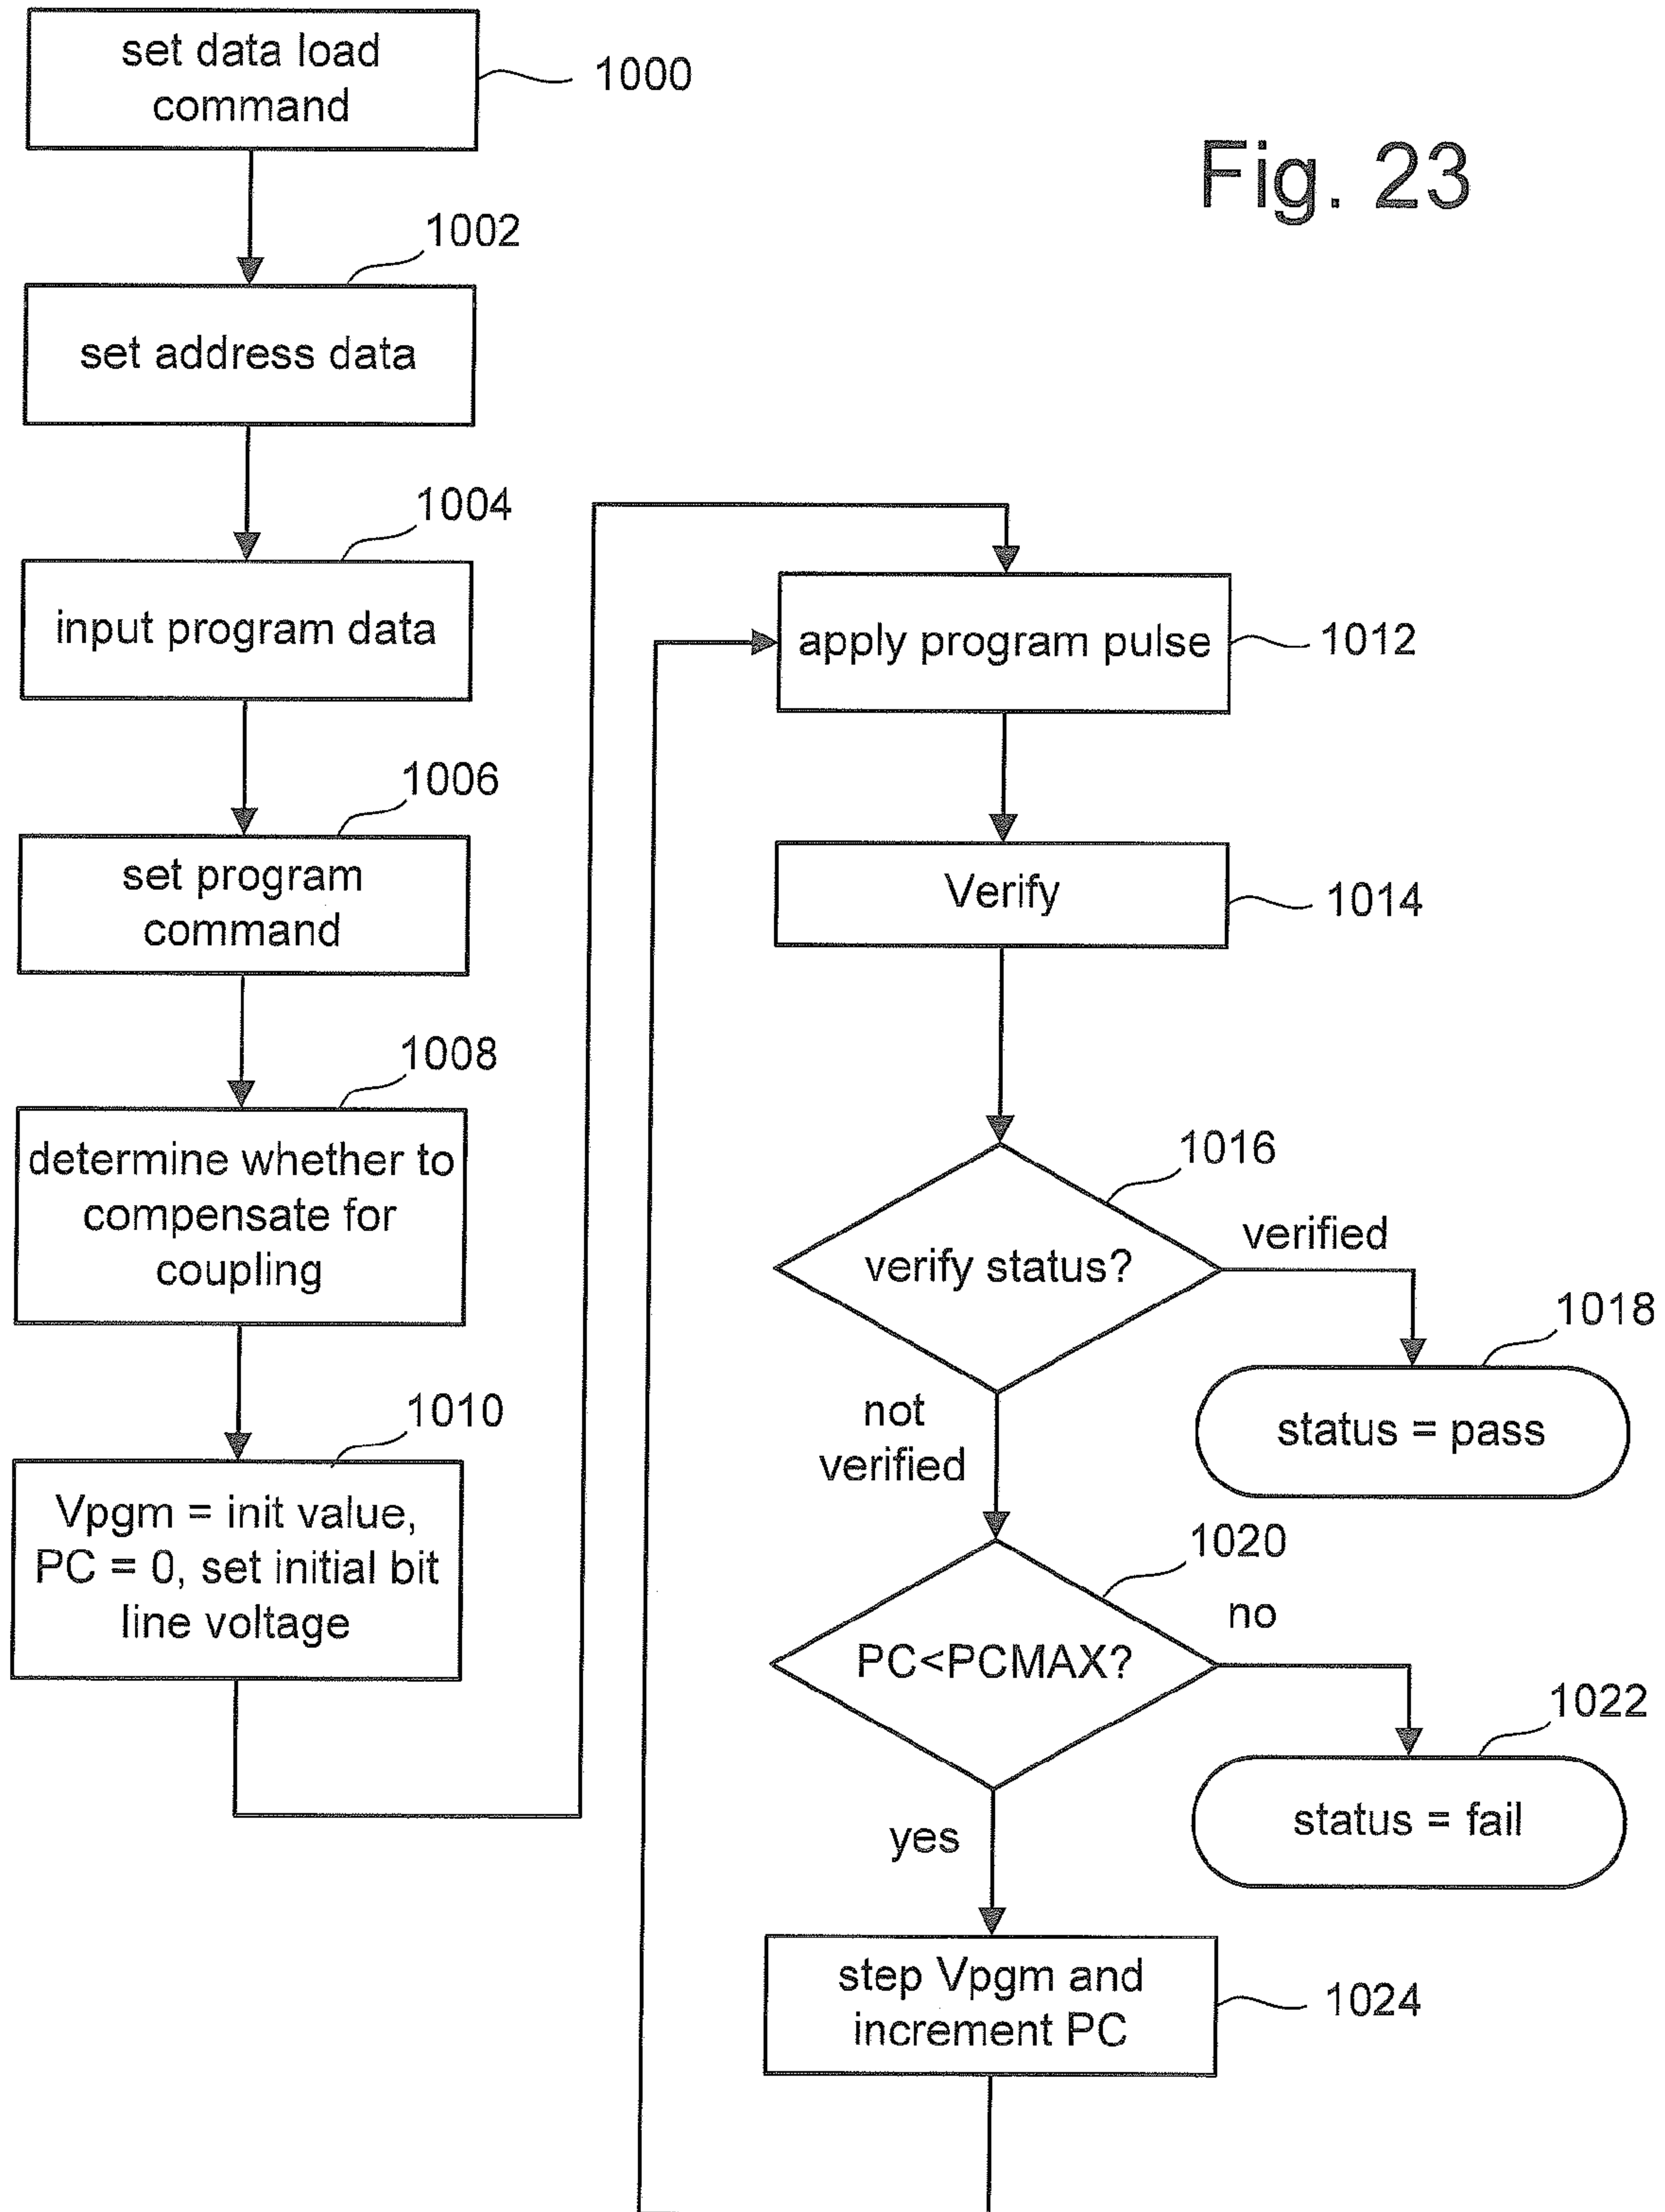 set data load
command
1000
Fig. 23
1002
set address data
1004
input program data
1006
set program
command
1008
determine whether to
compensate for
coupling
1010
Vpgm = init value,
PC = 0, set initial bit
line voltage
apply program pulse
1012
Verify
1014
1016
verify status?
verified
1018
status = pass
not
verified
1020
PC<PCMAX?
no
1022
status = fail
yes
step Vpgm and
increment PC
1024